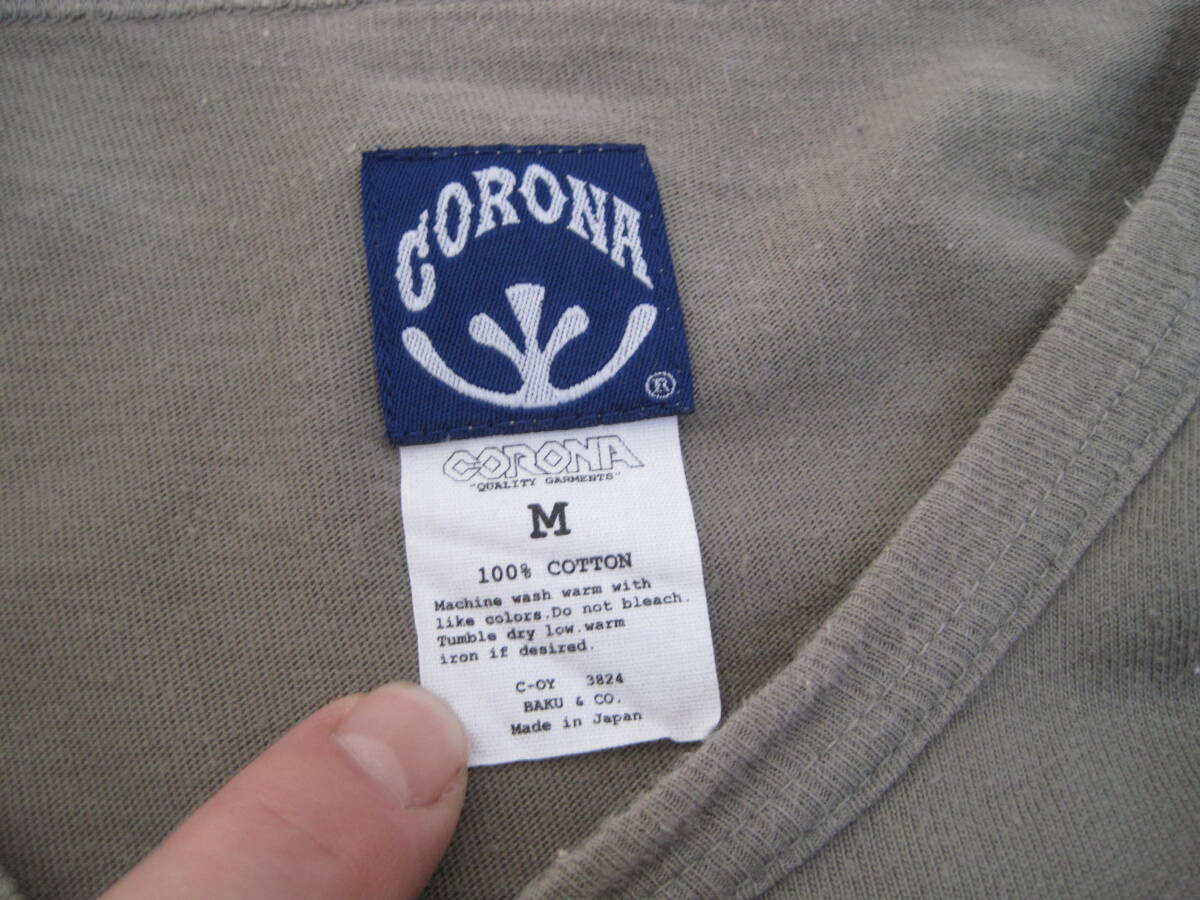 CORONA
®
CORONA
"QUALITY GARMENTS"
M
100% COTTON
Machine wash warm with
like colors.Do not bleach.
Tumble dry low.warm
iron if desired.
C-OY 3824
BAKU & CO.
Made in Japan